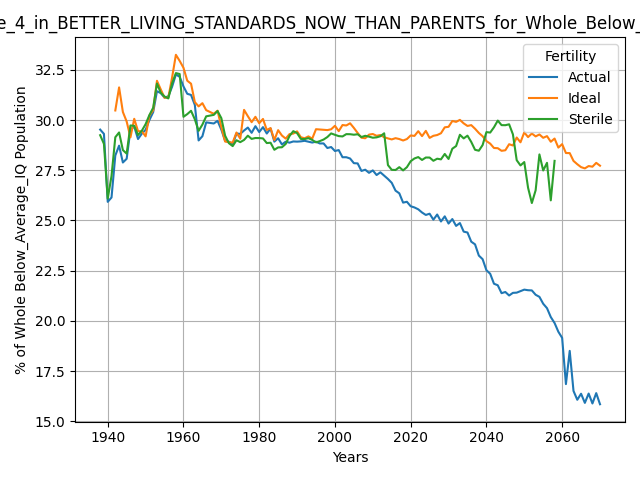 e_4_in_BETTER_LIVING_STANDARDS_NOW_THAN_PARENTS_for_Whole_Below_
Fertility
Actual
Ideal
Sterile
% of Whole Below_Average_IQ Population
32.5
30.0
27.5
25.0
22.5
20.0
17.5
15.0
1940
1960
1980
2000
2020
2040
2060
Years